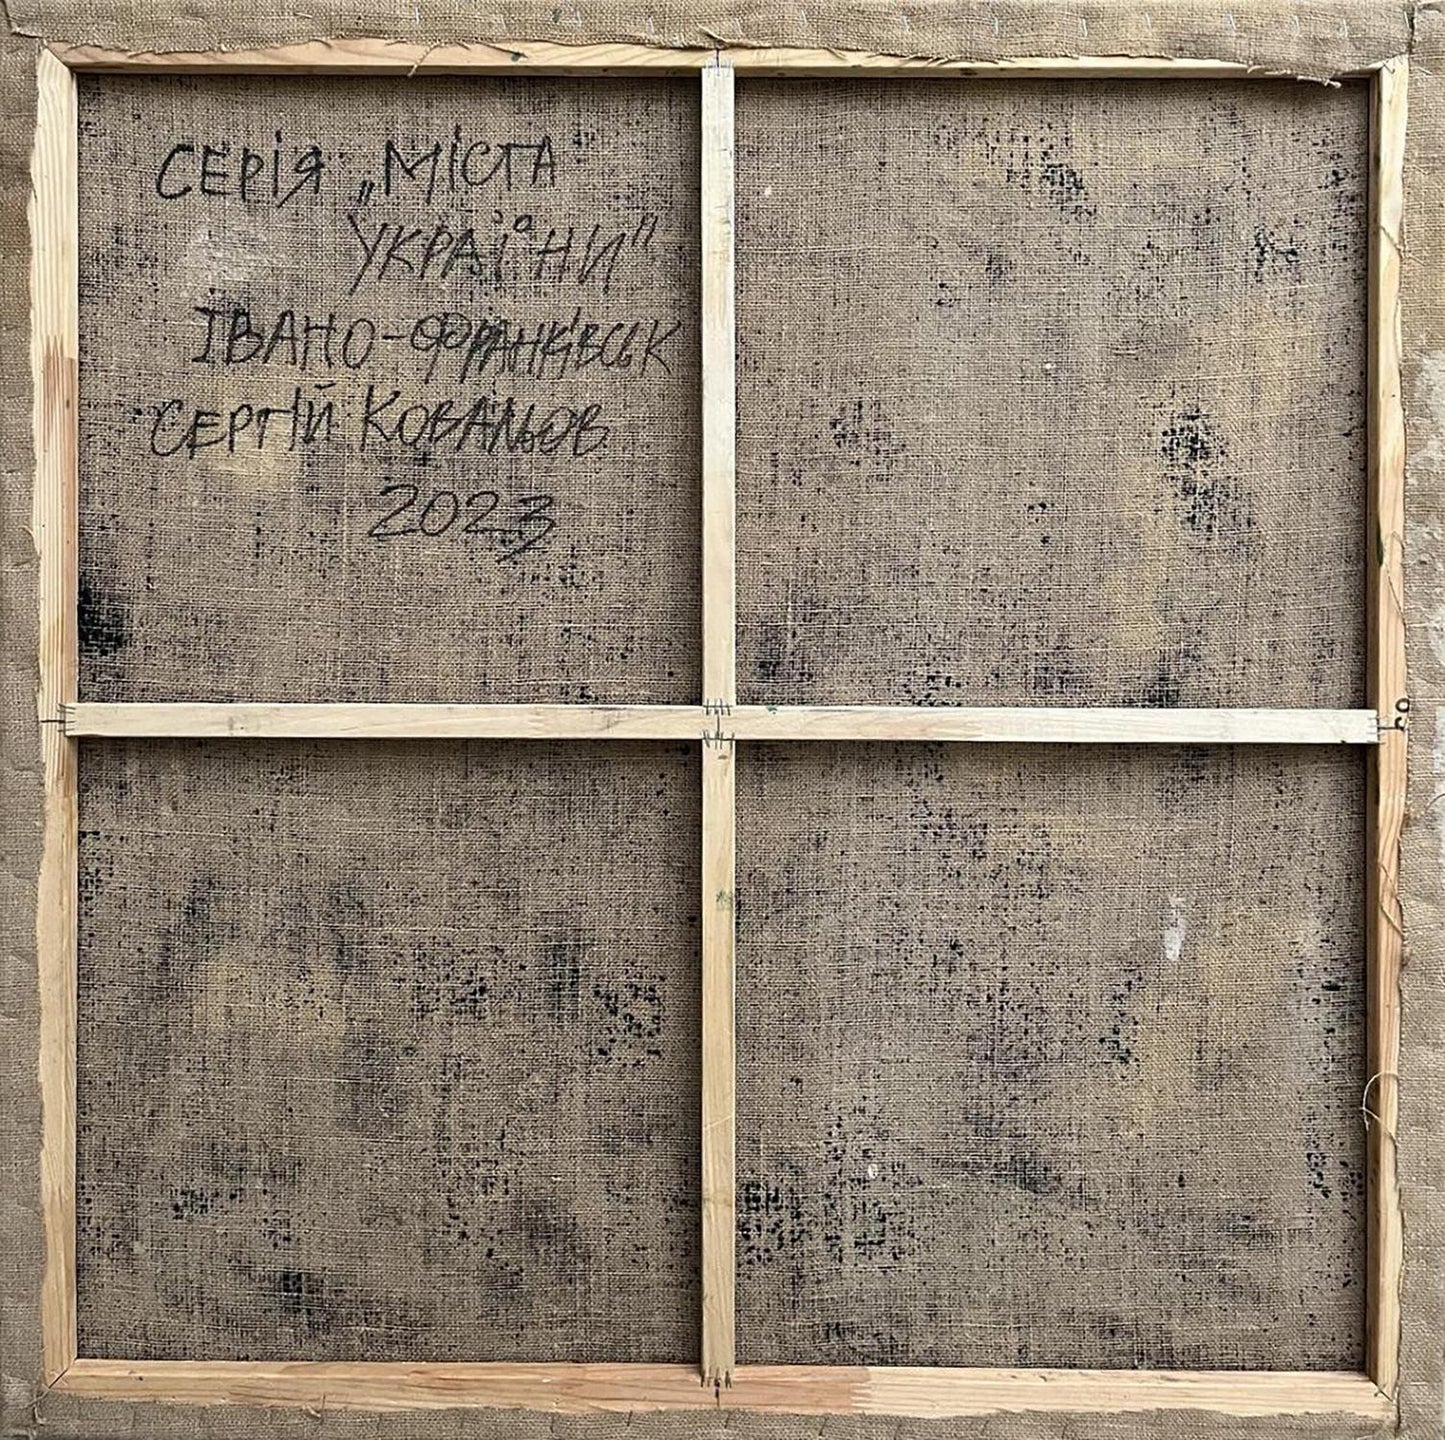 СЕРІЯ „МІСТА
УКРАЇНИ"
ІВАНО-ФРАНКІВСЬК
СЕРГІЙ КОВАЛЬОВ
2023